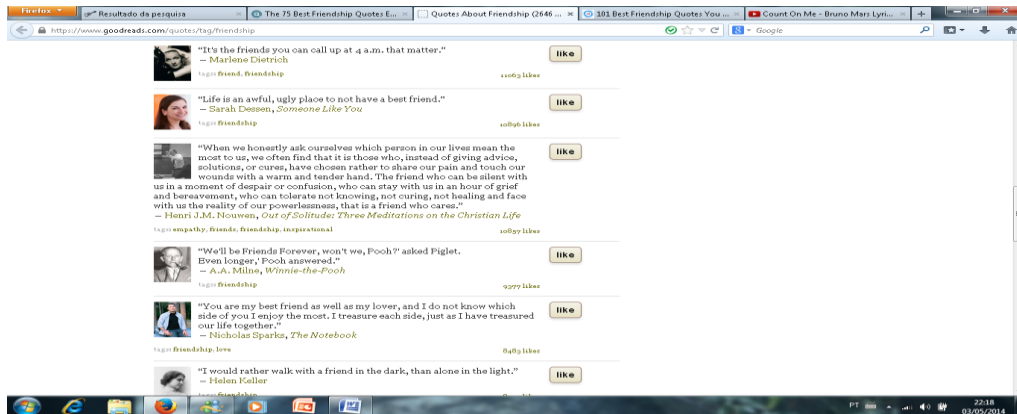 Firefox
Resultado da pesquisa
The 75 Best Friendship Quotes E...
Quotes About Friendship (2646 ...
101 Best Friendship Quotes You ...
Count On Me - Bruno Mars Lyri...
https://www.goodreads.com/quotes/tag/friendship
Google
“It's the friends you can call up at 4 a.m. that matter.”
― Marlene Dietrich
like
tags: friend, friendship
11063 likes
“Life is an awful, ugly place to not have a best friend.”
― Sarah Dessen, Someone Like You
like
tags: friendship
10896 likes
“When we honestly ask ourselves which person in our lives mean the
most to us, we often find that it is those who, instead of giving advice,
solutions, or cures, have chosen rather to share our pain and touch our
wounds with a warm and tender hand. The friend who can be silent with
us in a moment of despair or confusion, who can stay with us in an hour of grief
and bereavement, who can tolerate not knowing, not curing, not healing and face
with us the reality of our powerlessness, that is a friend who cares.”
― Henri J.M. Nouwen, Out of Solitude: Three Meditations on the Christian Life
like
tags: empathy, friends, friendship, inspirational
10857 likes
“We'll be Friends Forever, won't we, Pooh?' asked Piglet.
Even longer,' Pooh answered.”
― A.A. Milne, Winnie-the-Pooh
like
tags: friendship
9377 likes
“You are my best friend as well as my lover, and I do not know which
side of you I enjoy the most. I treasure each side, just as I have treasured
our life together.”
― Nicholas Sparks, The Notebook
like
tags: friendship, love
8483 likes
“I would rather walk with a friend in the dark, than alone in the light.”
― Helen Keller
like
tags: friendship
PT
22:18
03/05/2014